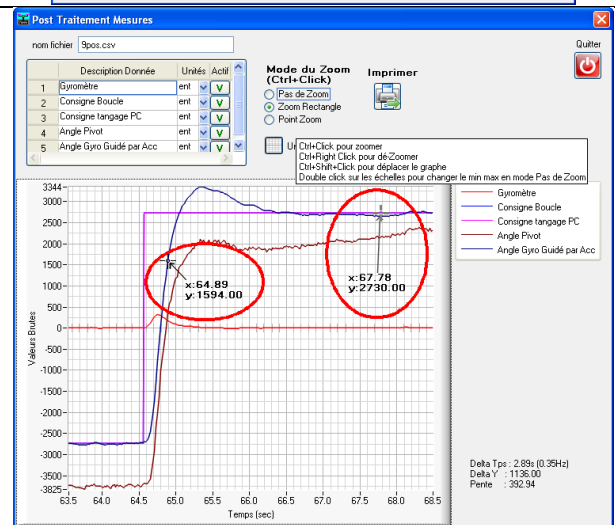 Post Traitement Mesures
nom fichier 9pos.csv
Quitter
Description Donnée Unités Actif
1 Gyromètre ent V
2 Consigne Boucle ent V
3 Consigne tangage PC ent V
4 Angle Pivot ent V
5 Angle Gyro Guidé par Acc ent V
Mode du Zoom
(Ctrl+Click)
Pas de Zoom
Zoom Rectangle
Point Zoom
Imprimer
Ctrl+Click pour zoomer
Ctrl+Right Click pour dé-Zoomer
Ctrl+Shift+Click pour déplacer le graphe
Double click sur les échelles pour changer le min max en mode Pas de Zoom
Gyromètre
Consigne Boucle
Consigne tangage PC
Angle Pivot
Angle Gyro Guidé par Acc
Valeurs Brutes
3344
3000
2500
2000
1500
1000
500
0
-500
-1000
-1500
-2000
-2500
-3000
-3500
-3825
x:64.89
y:1594.00
x:67.78
y:2730.00
63.5 64.0 64.5 65.0 65.5 66.0 66.5 67.0 67.5 68.0 68.5
Temps (sec)
Delta Tps : 2.89s (0.35Hz)
Delta Y : 1136.00
Pente : 392.94